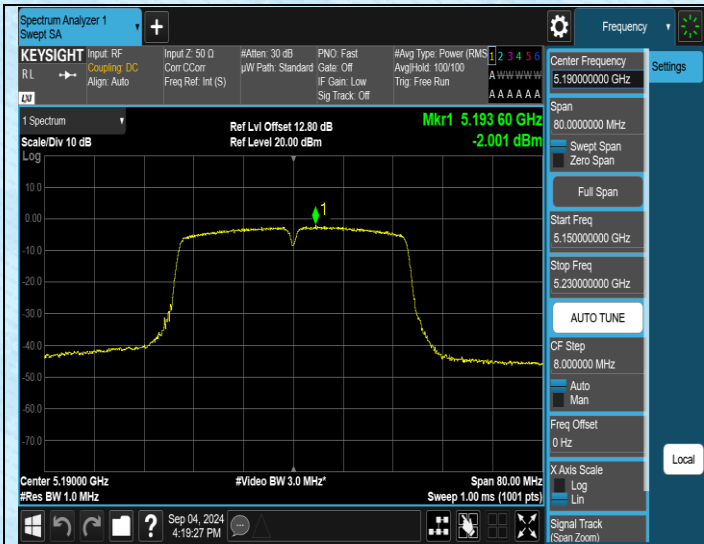 Spectrum Analyzer 1
Swept SA
+
Frequency
KEYSIGHT
RL
LXI
Input: RF
Coupling: DC
Align: Auto
Input Z: 50 Ω
Corr CCorr
Freq Ref: Int (S)
#Atten: 30 dB
µW Path: Standard
PNO: Fast
Gate: Off
IF Gain: Low
Sig Track: Off
#Avg Type: Power (RMS
Avg|Hold: 100/100
Trig: Free Run
1 2 3 4 5 6
A W W W W W
A A A A A A
Center Frequency
5.190000000 GHz
Settings
Span
80.0000000 MHz
Swept Span
Zero Span
Full Span
Start Freq
5.150000000 GHz
Stop Freq
5.230000000 GHz
AUTO TUNE
CF Step
8.000000 MHz
Auto
Man
Freq Offset
0 Hz
X Axis Scale
Log
Lin
Local
Signal Track
(Span Zoom)
1 Spectrum
Scale/Div 10 dB
Ref Lvl Offset 12.80 dB
Ref Level 20.00 dBm
Mkr1 5.193 60 GHz
-2.001 dBm
Log
10.0
0.00
1
-10.0
-20.0
-30.0
-40.0
-50.0
-60.0
-70.0
Center 5.19000 GHz
#Res BW 1.0 MHz
#Video BW 3.0 MHz*
Span 80.00 MHz
Sweep 1.00 ms (1001 pts)
?
Sep 04, 2024
4:19:27 PM